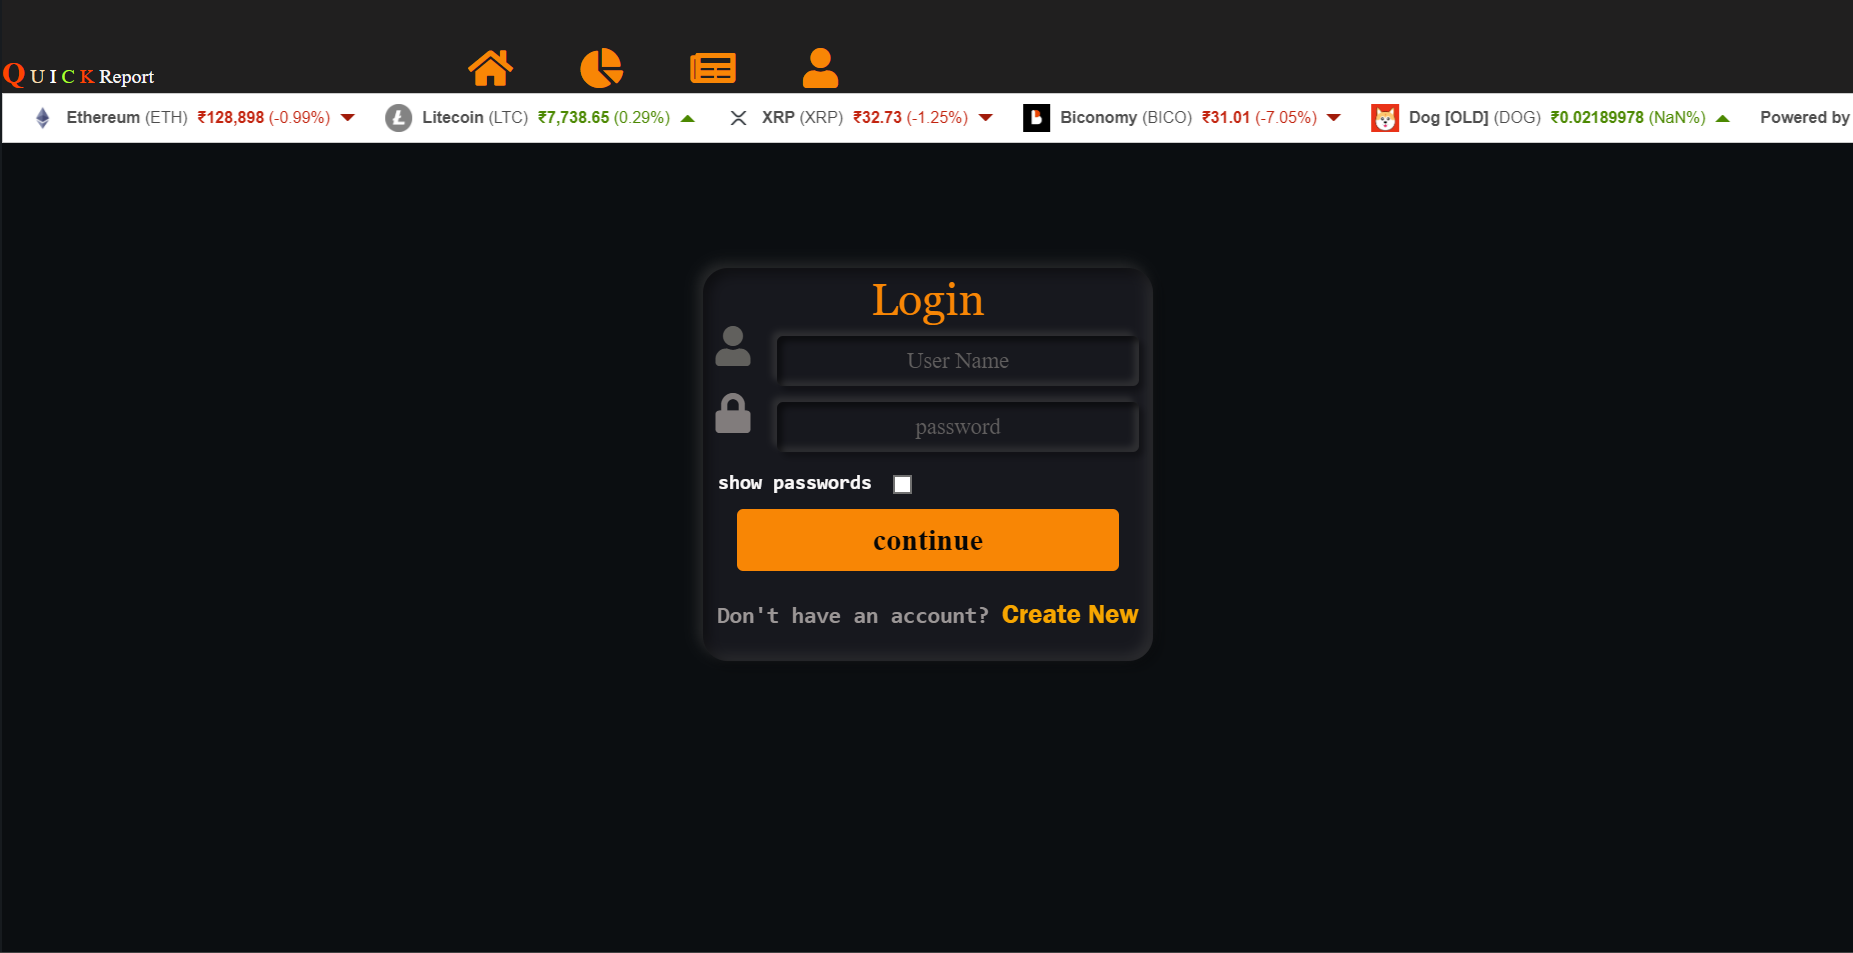 Q U I C K Report
Ethereum (ETH) ₹128,898 (-0.99%) Litecoin (LTC) ₹7,738.65 (0.29%) XRP (XRP) ₹32.73 (-1.25%) Biconomy (BICO) ₹31.01 (-7.05%) Dog [OLD] (DOG) ₹0.02189978 (NaN%) Powered by
Login
User Name
password
show passwords
continue
Don't have an account? Create New